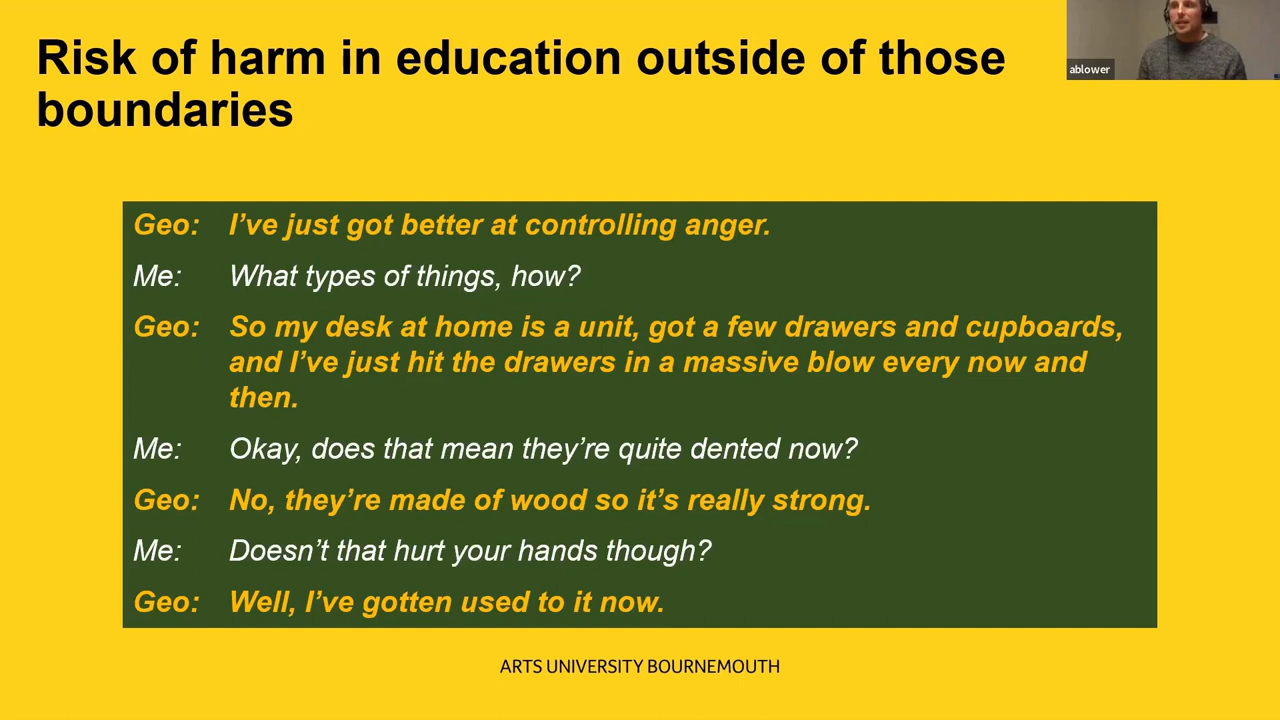 Risk of harm in education outside of those
boundaries
ablower
Geo: I’ve just got better at controlling anger.
Me: What types of things, how?
Geo: So my desk at home is a unit, got a few drawers and cupboards,
and I’ve just hit the drawers in a massive blow every now and
then.
Me: Okay, does that mean they’re quite dented now?
Geo: No, they’re made of wood so it’s really strong.
Me: Doesn’t that hurt your hands though?
Geo: Well, I’ve gotten used to it now.
ARTS UNIVERSITY BOURNEMOUTH